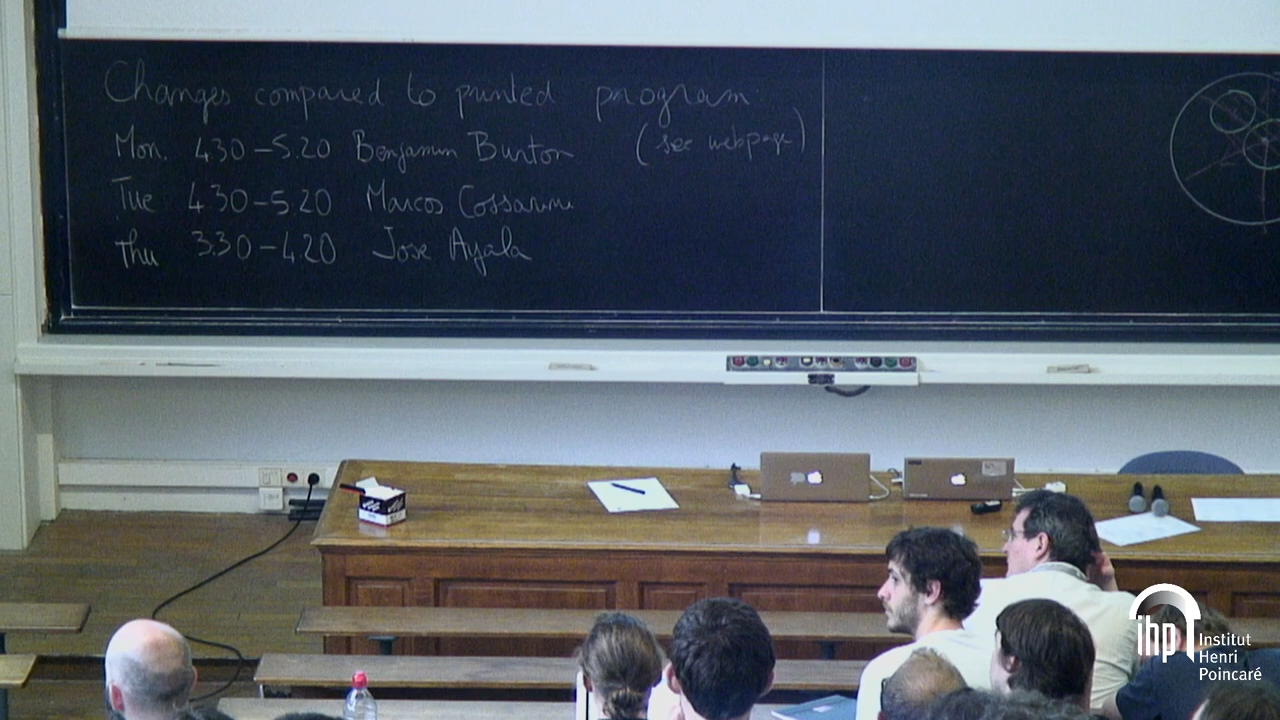 Changes compared to printed program.
Mon. 4.30–5.20 Benjamin Burton (see webpage)
Tue 4.30–5.20 Marcos Cossarini
Thu 3.30–4.20 Jose Ayala
ihp Institut
Henri
Poincaré